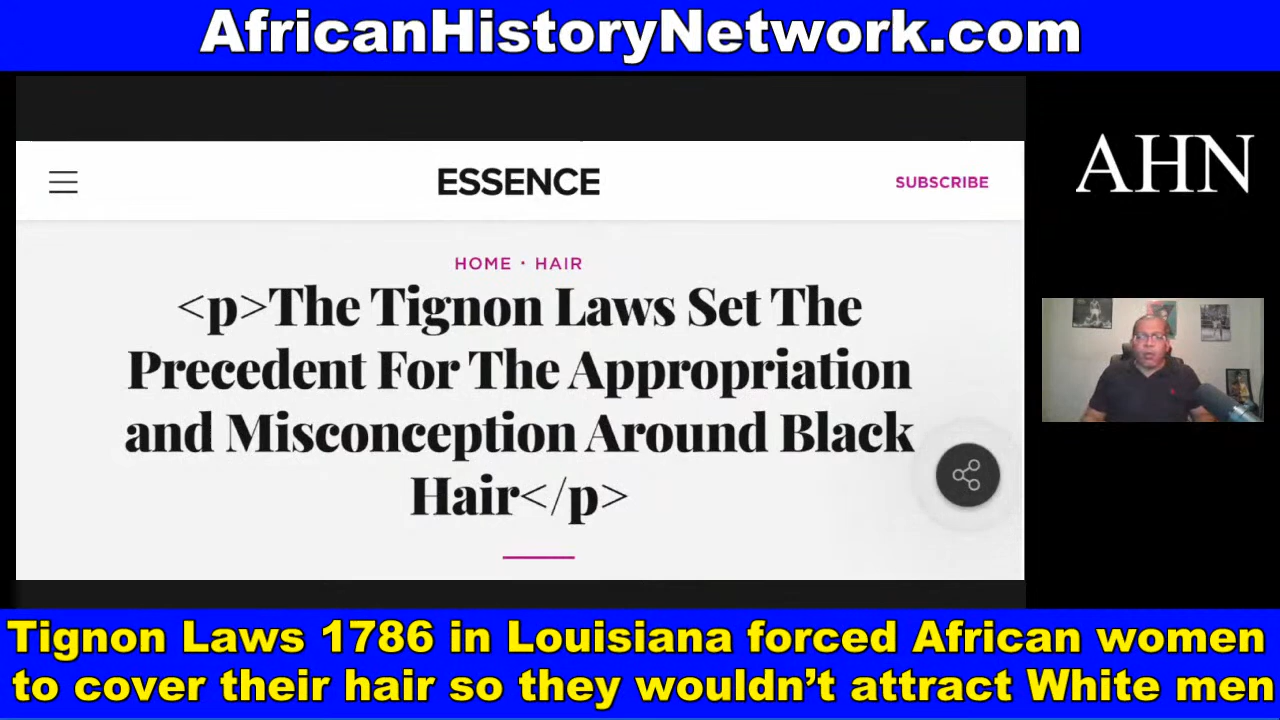 AfricanHistoryNetwork.com
ESSENCE
SUBSCRIBE
AHN
HOME · HAIR
<p>The Tignon Laws Set The
Precedent For The Appropriation
and Misconception Around Black
Hair</p>
Tignon Laws 1786 in Louisiana forced African women
to cover their hair so they wouldn't attract White men